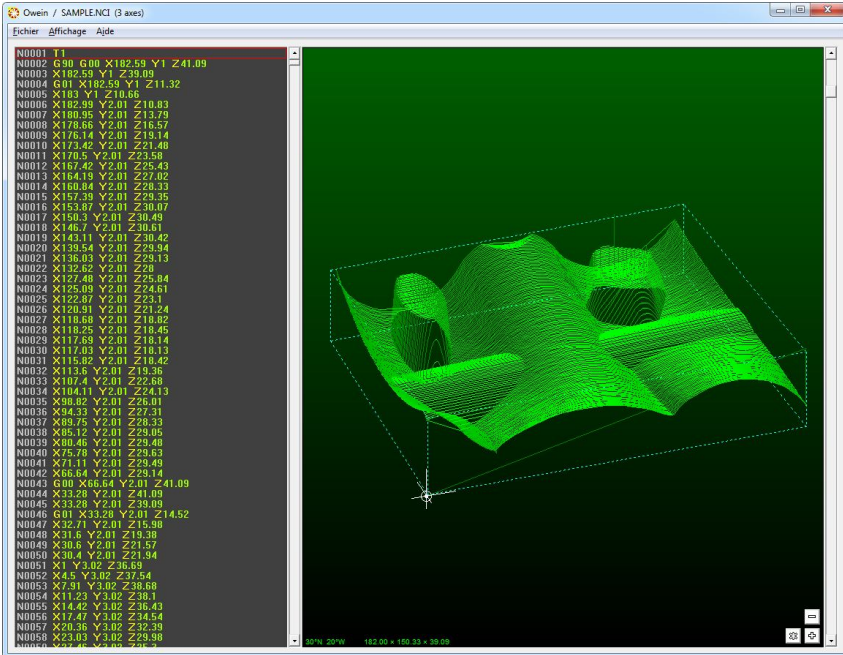 Owein / SAMPLE.NCI (3 axes)
Fichier Affichage Aide
N0001 T1
N0002 G90 G00 X182.59 Y1 Z41.09
N0003 X182.59 Y1 Z39.09
N0004 G01 X182.59 Y1 Z11.32
N0005 X183 Y1 Z10.66
N0006 X182.99 Y2.01 Z10.83
N0007 X180.95 Y2.01 Z13.79
N0008 X178.66 Y2.01 Z16.57
N0009 X176.14 Y2.01 Z19.14
N0010 X173.42 Y2.01 Z21.48
N0011 X170.5 Y2.01 Z23.58
N0012 X167.42 Y2.01 Z25.43
N0013 X164.19 Y2.01 Z27.02
N0014 X160.84 Y2.01 Z28.33
N0015 X157.39 Y2.01 Z29.35
N0016 X153.87 Y2.01 Z30.07
N0017 X150.3 Y2.01 Z30.49
N0018 X146.7 Y2.01 Z30.61
N0019 X143.11 Y2.01 Z30.42
N0020 X139.54 Y2.01 Z29.94
N0021 X136.03 Y2.01 Z29.13
N0022 X132.62 Y2.01 Z28
N0023 X127.48 Y2.01 Z25.84
N0024 X125.09 Y2.01 Z24.61
N0025 X122.87 Y2.01 Z23.1
N0026 X120.91 Y2.01 Z21.24
N0027 X118.68 Y2.01 Z18.82
N0028 X118.25 Y2.01 Z18.45
N0029 X117.69 Y2.01 Z18.14
N0030 X117.03 Y2.01 Z18.13
N0031 X115.82 Y2.01 Z18.42
N0032 X113.6 Y2.01 Z19.36
N0033 X107.4 Y2.01 Z22.68
N0034 X104.11 Y2.01 Z24.13
N0035 X98.82 Y2.01 Z26.01
N0036 X94.33 Y2.01 Z27.31
N0037 X89.75 Y2.01 Z28.33
N0038 X85.12 Y2.01 Z29.05
N0039 X80.46 Y2.01 Z29.48
N0040 X75.78 Y2.01 Z29.63
N0041 X71.11 Y2.01 Z29.49
N0042 X66.64 Y2.01 Z29.14
N0043 G00 X66.64 Y2.01 Z41.09
N0044 X33.28 Y2.01 Z41.09
N0045 X33.28 Y2.01 Z39.09
N0046 G01 X33.28 Y2.01 Z14.52
N0047 X32.71 Y2.01 Z15.98
N0048 X31.6 Y2.01 Z19.38
N0049 X30.6 Y2.01 Z21.57
N0050 X30.4 Y2.01 Z21.94
N0051 X1 Y3.02 Z36.69
N0052 X4.5 Y3.02 Z37.54
N0053 X7.91 Y3.02 Z38.68
N0054 X11.23 Y3.02 Z38.1
N0055 X14.42 Y3.02 Z36.43
N0056 X17.47 Y3.02 Z34.54
N0057 X20.36 Y3.02 Z32.39
N0058 X23.03 Y3.02 Z29.98
30°N 20°W 182.00 × 150.33 × 39.09